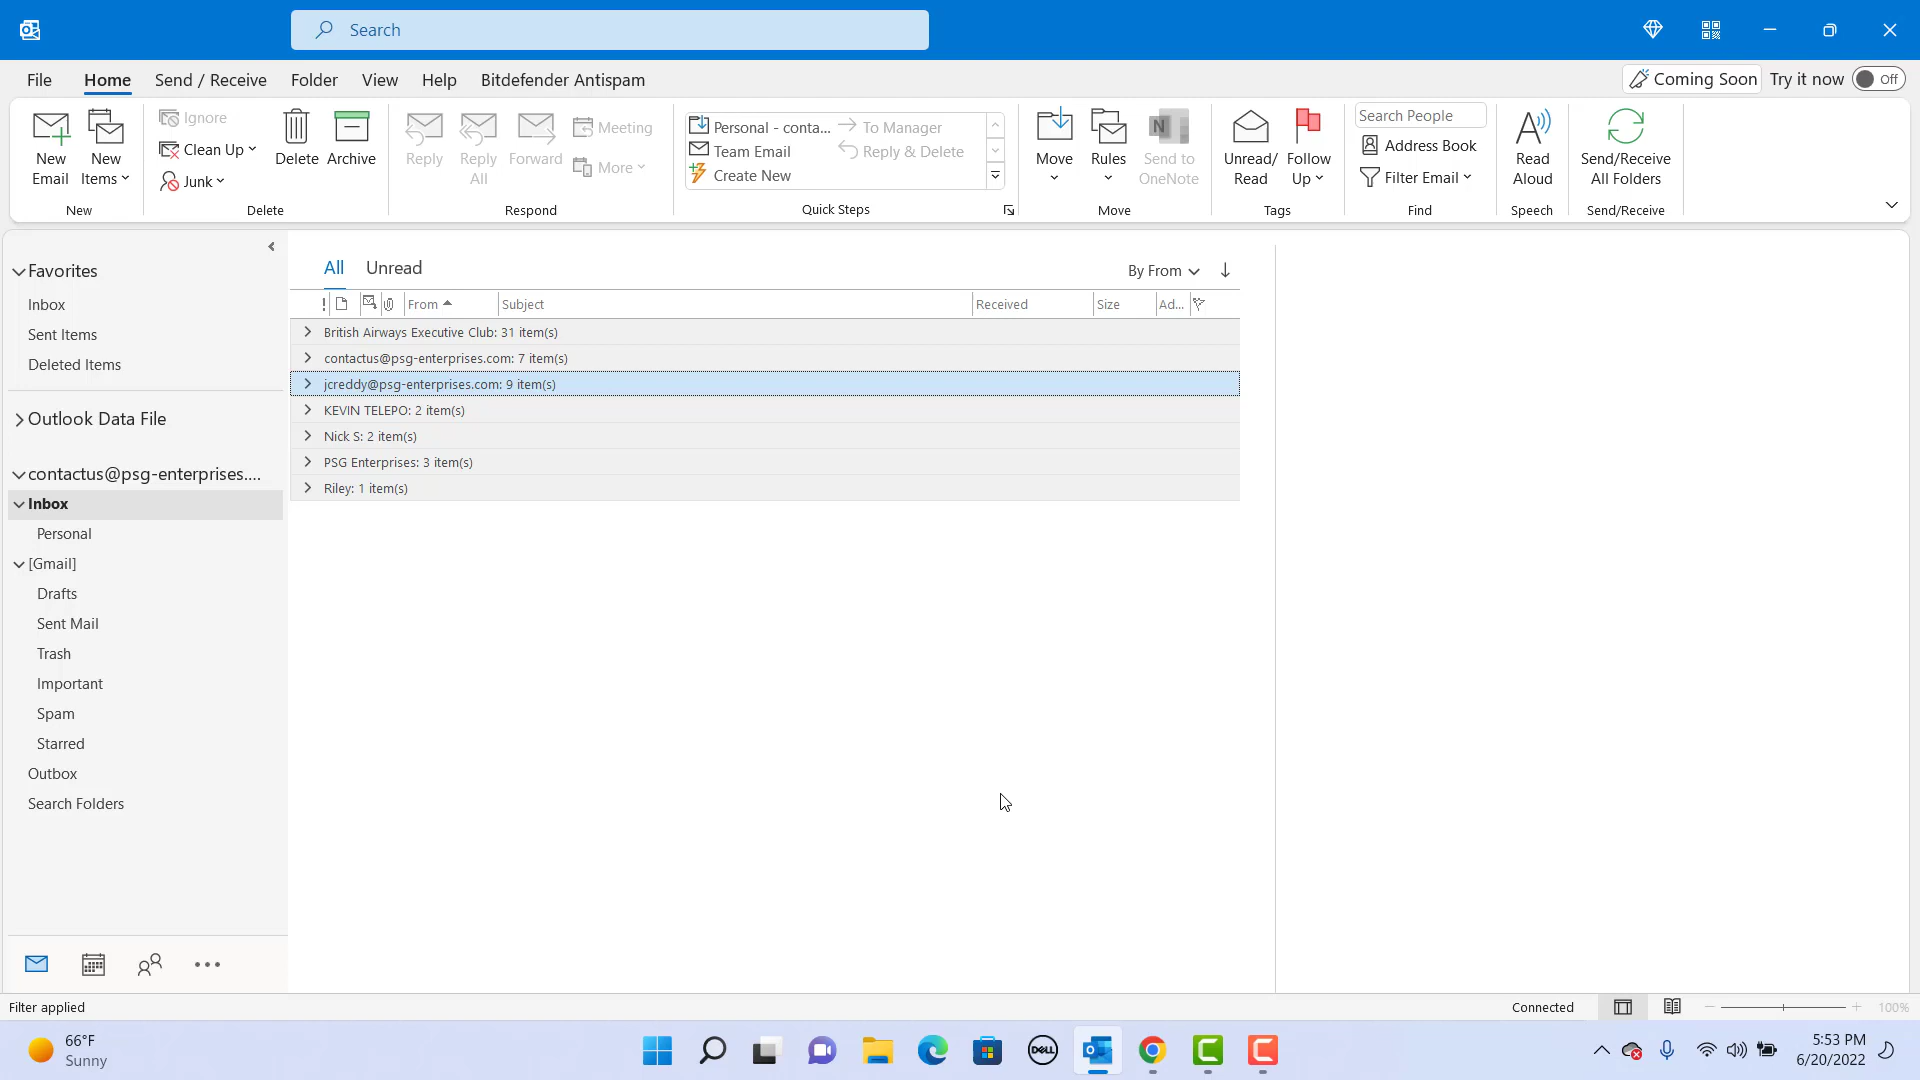 Search
File Home Send / Receive Folder View Help Bitdefender Antispam
Coming Soon Try it now Off
New Email
New Items
New
Ignore
Clean Up
Junk
Delete
Archive
Delete
Reply
Reply All
Forward
Meeting
More
Respond
Personal - conta...
Team Email
Create New
To Manager
Reply & Delete
Quick Steps
Move
Rules
Send to OneNote
Move
Unread/ Read
Follow Up
Tags
Search People
Address Book
Filter Email
Find
Read Aloud
Speech
Send/Receive All Folders
Send/Receive
Favorites
Inbox
Sent Items
Deleted Items
Outlook Data File
contactus@psg-enterprises....
Inbox
Personal
[Gmail]
Drafts
Sent Mail
Trash
Important
Spam
Starred
Outbox
Search Folders
All Unread By From
From Subject Received Size Ad...
British Airways Executive Club: 31 item(s)
contactus@psg-enterprises.com: 7 item(s)
jcreddy@psg-enterprises.com: 9 item(s)
KEVIN TELEPO: 2 item(s)
Nick S: 2 item(s)
PSG Enterprises: 3 item(s)
Riley: 1 item(s)
Filter applied
Connected
100%
66°F
Sunny
DELL
5:53 PM
6/20/2022